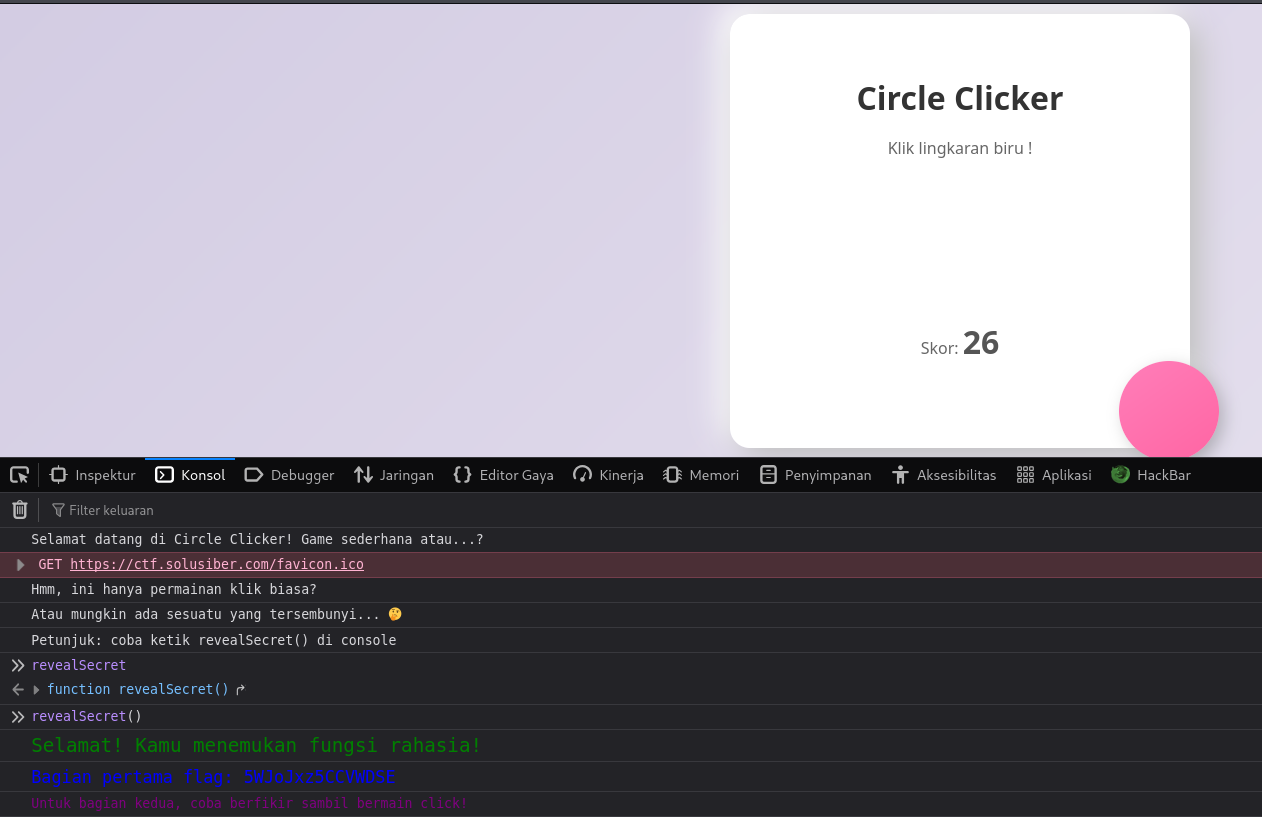 Circle Clicker
Klik lingkaran biru !
Skor: 26
Inspektur Konsol Debugger Jaringan Editor Gaya Kinerja Memori Penyimpan Aksesibilitas Aplikasi HackBar
Filter keluaran
Selamat datang di Circle Clicker! Game sederhana atau...?
GET https://ctf.solusiber.com/favicon.ico
Hmm, ini hanya permainan klik biasa?
Atau mungkin ada sesuatu yang tersembunyi... 🤔
Petunjuk: coba ketik revealSecret() di console
revealSecret
function revealSecret()
revealSecret()
Selamat! Kamu menemukan fungsi rahasia!
Bagian pertama flag:
Untuk bagian kedua, coba berfikir sambil bermain click!